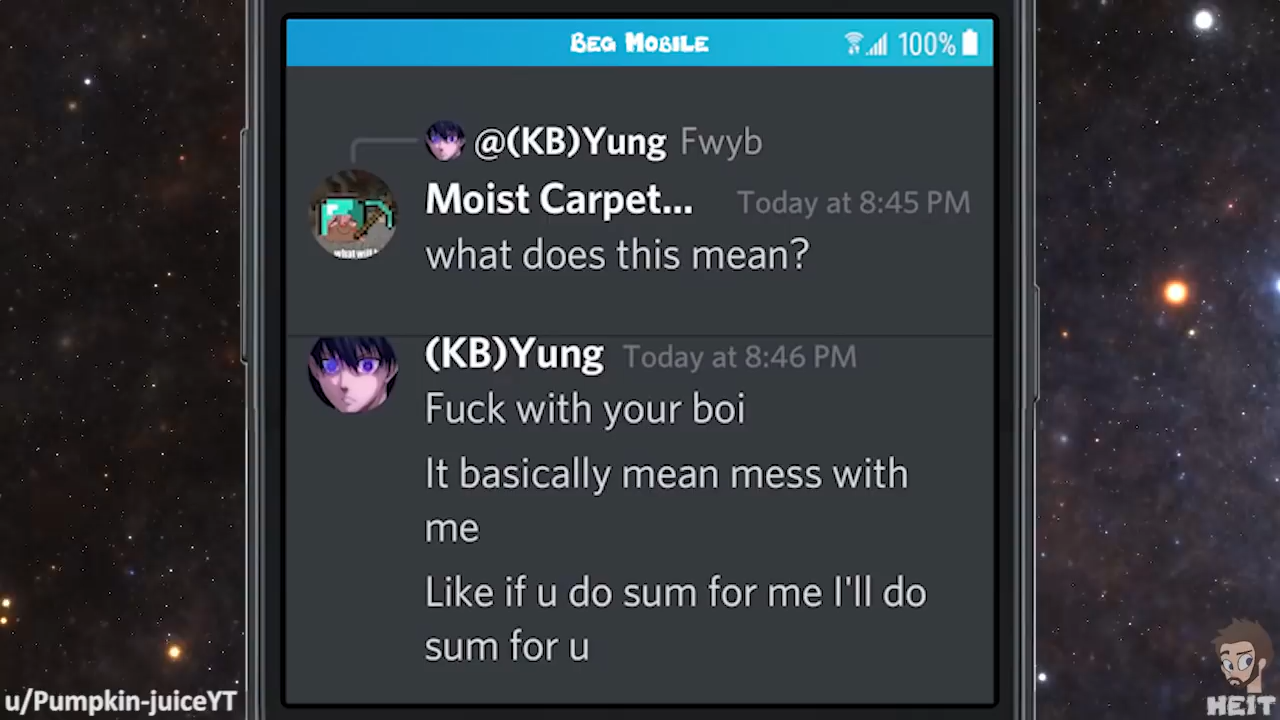 BEG MOBILE
100%
@(KB)Yung Fwyb
Moist Carpet... Today at 8:45 PM
what does this mean?
(KB)Yung Today at 8:46 PM
Fuck with your boi
It basically mean mess with
me
Like if u do sum for me I'll do
sum for u
u/Pumpkin-juiceYT
HEIT